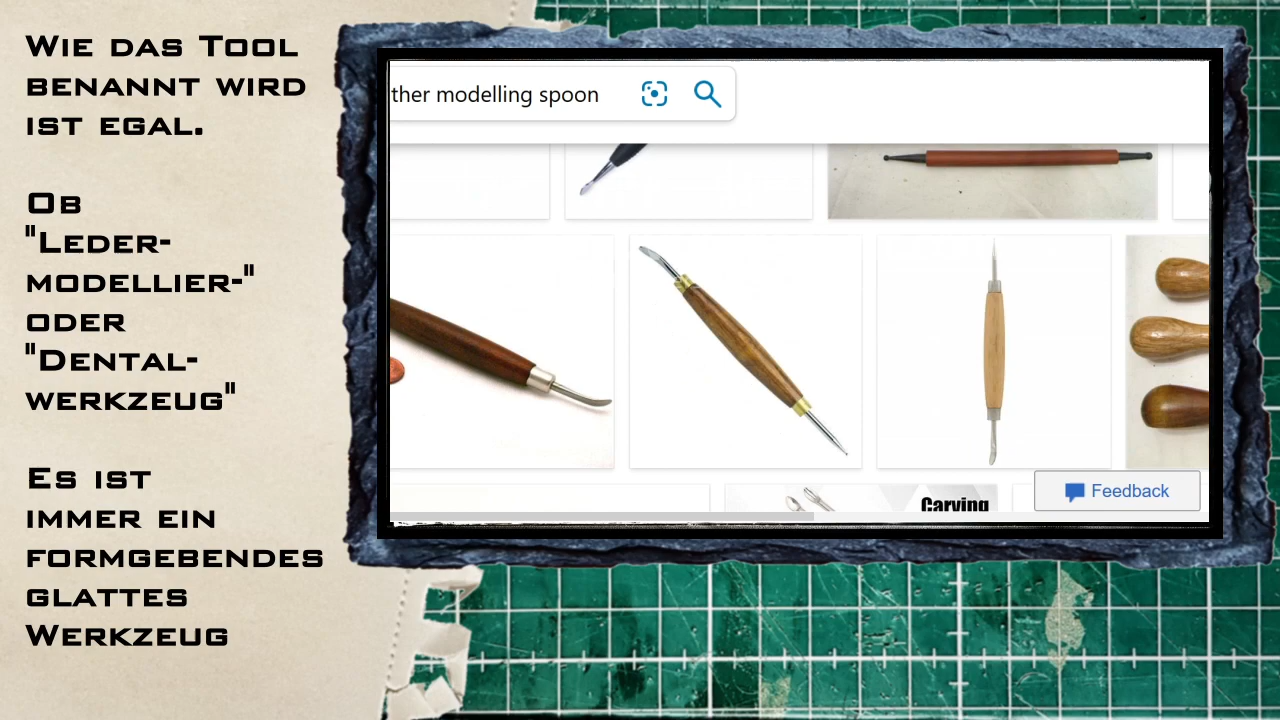 Wie das Tool
benannt wird
ist egal.
Ob
"Leder-
modellier-"
oder
"Dental-
werkzeug"
Es ist
immer ein
formgebendes
glattes
Werkzeug
ther modelling spoon
Carving
Feedback